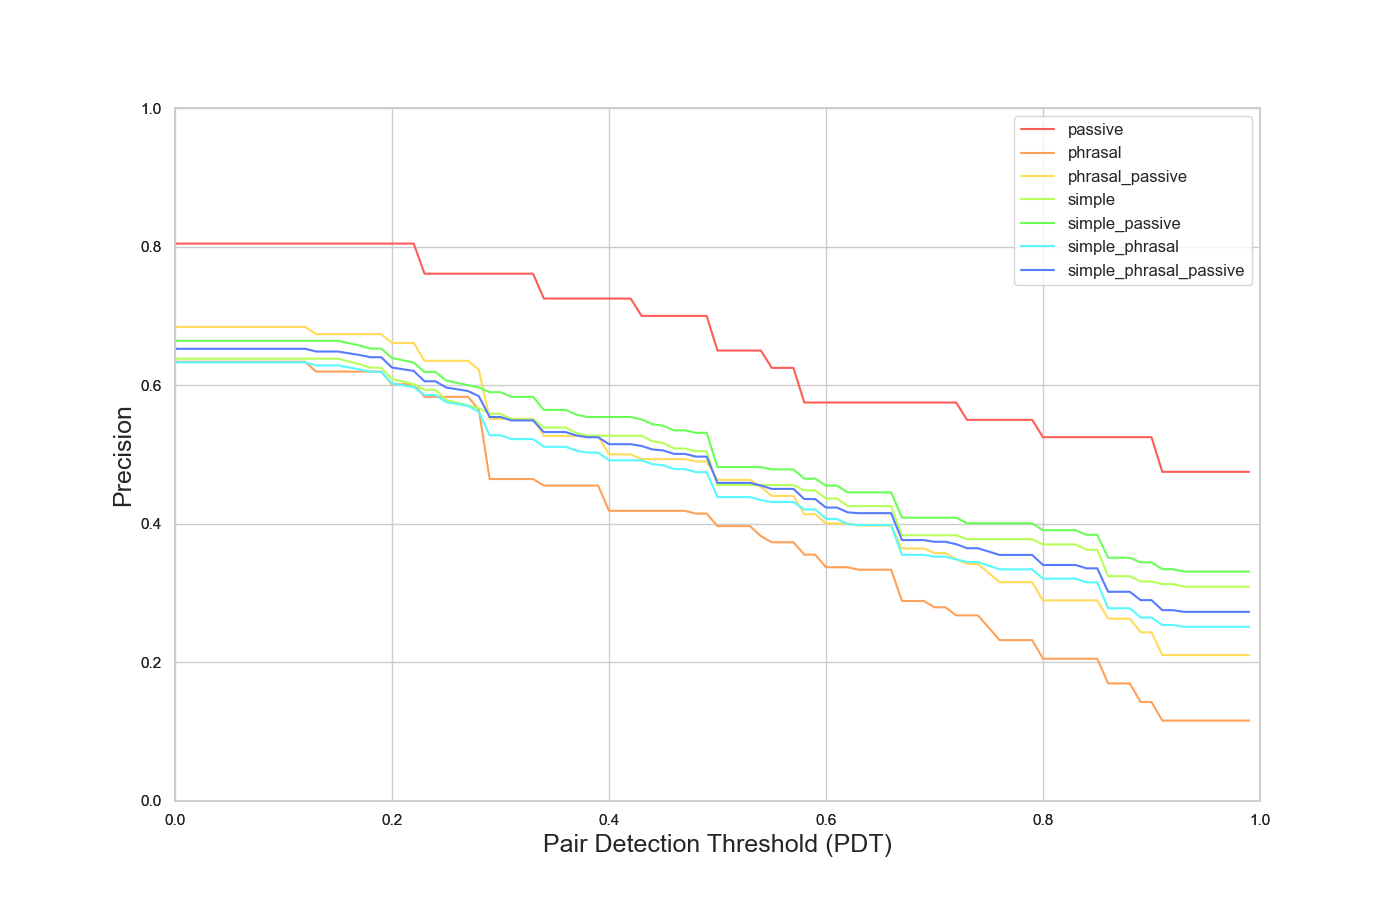 1.0
0.8
0.6
0.4
0.2
0.0
Precision
0.0 0.2 0.4 0.6 0.8 1.0
Pair Detection Threshold (PDT)
passive
phrasal
phrasal_passive
simple
simple_passive
simple_phrasal
simple_phrasal_passive